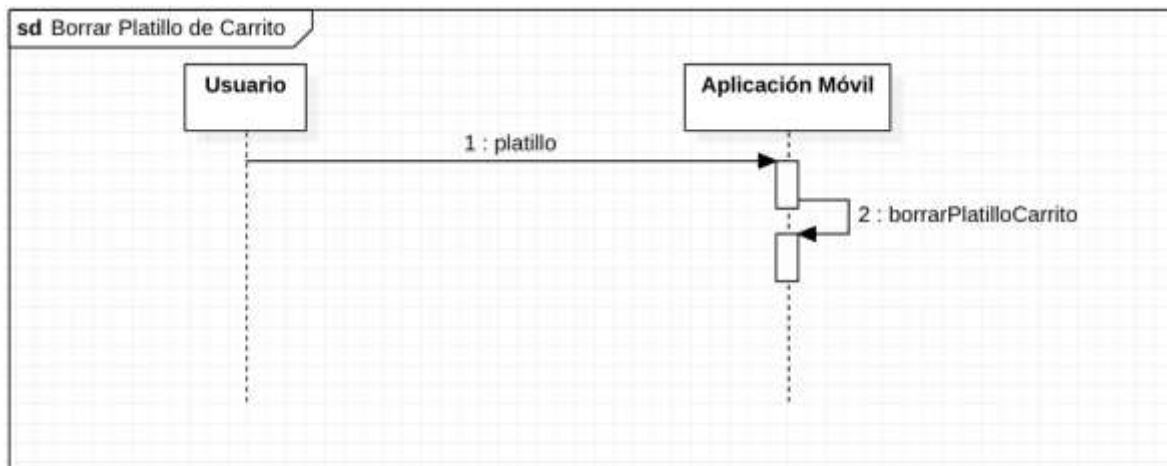 sd Borrar Platillo de Carrito
Usuario
Aplicación Móvil
1 : platillo
2 : borrarPlatilloCarrito